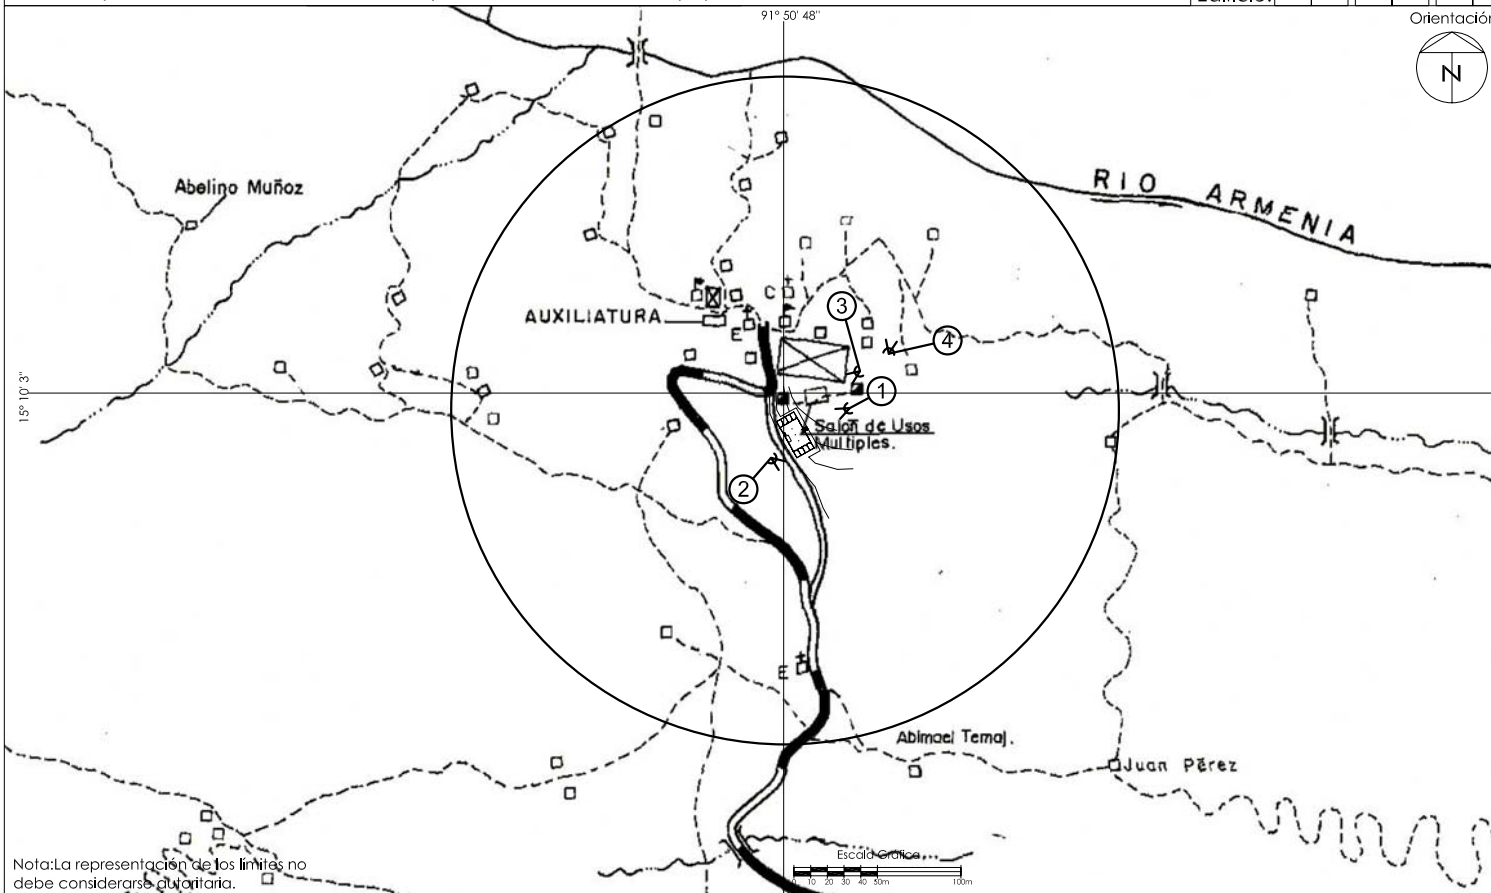 Edificio:
91° 50' 48"
Orientación
N
RIO ARMENIA
Abelino Muñoz
C
3
AUXILIATURA
E
4
15° 10' 3"
1
Salón de Usos
Multiples.
2
E
Abimael Temaj.
Juan Pérez
Nota:La representación de los límites no
debe considerarse autoritaria.
Escala Gráfica
0 10 20 30 40 50m 100m